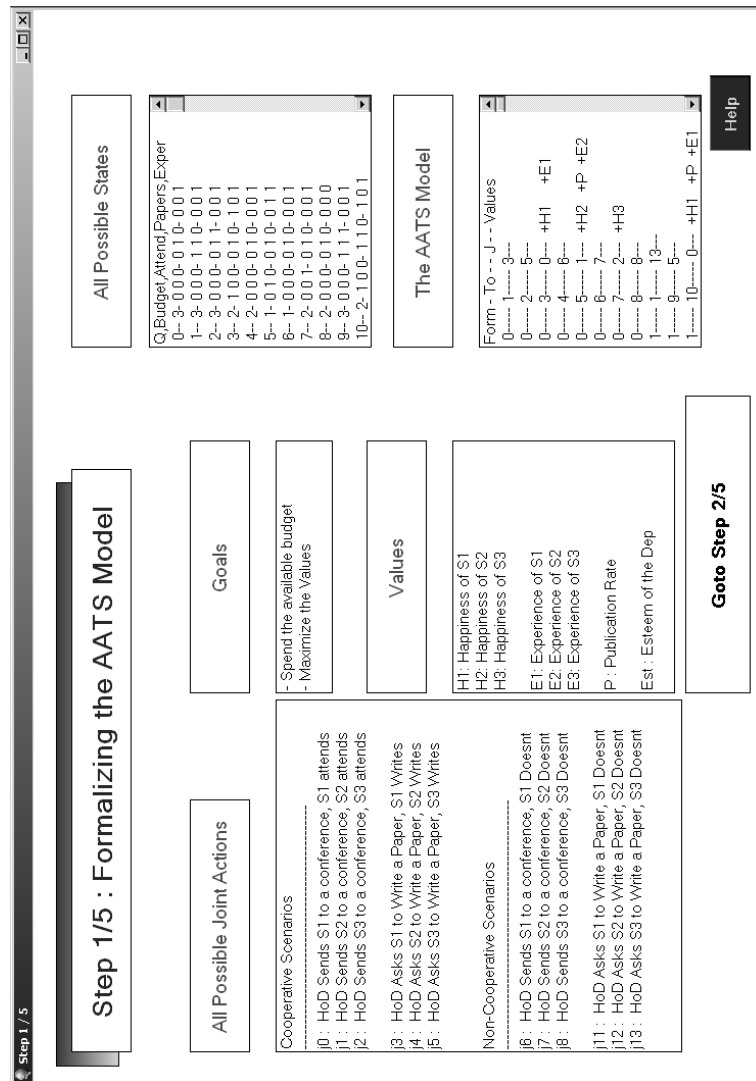 Step 1 / 5
Step 1/5 : Formalizing the AATS Model
All Possible Joint Actions
Cooperative Scenarios
--------------------------------------------
j0 : HoD Sends S1 to a conference, S1 attends
j1 : HoD Sends S2 to a conference, S2 attends
j2 : HoD Sends S3 to a conference, S3 attends
j3 : HoD Asks S1 to Write a Paper, S1 Writes
j4 : HoD Asks S2 to Write a Paper, S2 Writes
j5 : HoD Asks S3 to Write a Paper, S3 Writes
Non-Cooperative Scenarios
--------------------------------------------
j6 : HoD Sends S1 to a conference, S1 Doesnt
j7 : HoD Sends S2 to a conference, S2 Doesnt
j8 : HoD Sends S3 to a conference, S3 Doesnt
j11 : HoD Asks S1 to Write a Paper, S1 Doesnt
j12 : HoD Asks S2 to Write a Paper, S2 Doesnt
j13 : HoD Asks S3 to Write a Paper, S3 Doesnt
Goals
- Spend the available budget
- Maximize the Values
Values
H1: Happiness of S1
H2: Happiness of S2
H3: Happiness of S3
E1: Experience of S1
E2: Experience of S2
E3: Experience of S3
P : Publication Rate
Est : Esteem of the Dep
Goto Step 2/5
All Possible States
Q,Budget,Attend,Papers,Exper
0-- 3- 0 0 0- 0 1 0- 0 0 1
1-- 3- 0 0 0- 1 1 0- 0 0 1
2-- 3- 0 0 0- 0 1 1- 0 0 1
3-- 2- 1 0 0- 0 1 0- 1 0 1
4-- 2- 0 0 0- 0 1 0- 0 0 1
5-- 1- 0 1 0- 0 1 0- 0 1 1
6-- 1- 0 0 0- 0 1 0- 0 0 1
7-- 2- 0 0 1- 0 1 0- 0 0 1
8-- 2- 0 0 0- 0 1 0- 0 0 0
9-- 3- 0 0 0- 1 1 1- 0 0 1
10-- 2- 1 0 0- 1 1 0- 1 0 1
The AATS Model
Form - To - - J - - Values
0----- 1----- 3---
0----- 2----- 5---
0----- 3----- 0--- +H1 +E1
0----- 4----- 6---
0----- 5----- 1--- +H2 +P +E2
0----- 6----- 7---
0----- 7----- 2--- +H3
0----- 8----- 8---
1----- 1----- 13---
1----- 9----- 5---
1----- 10----- 0--- +H1 +P +E1
Help